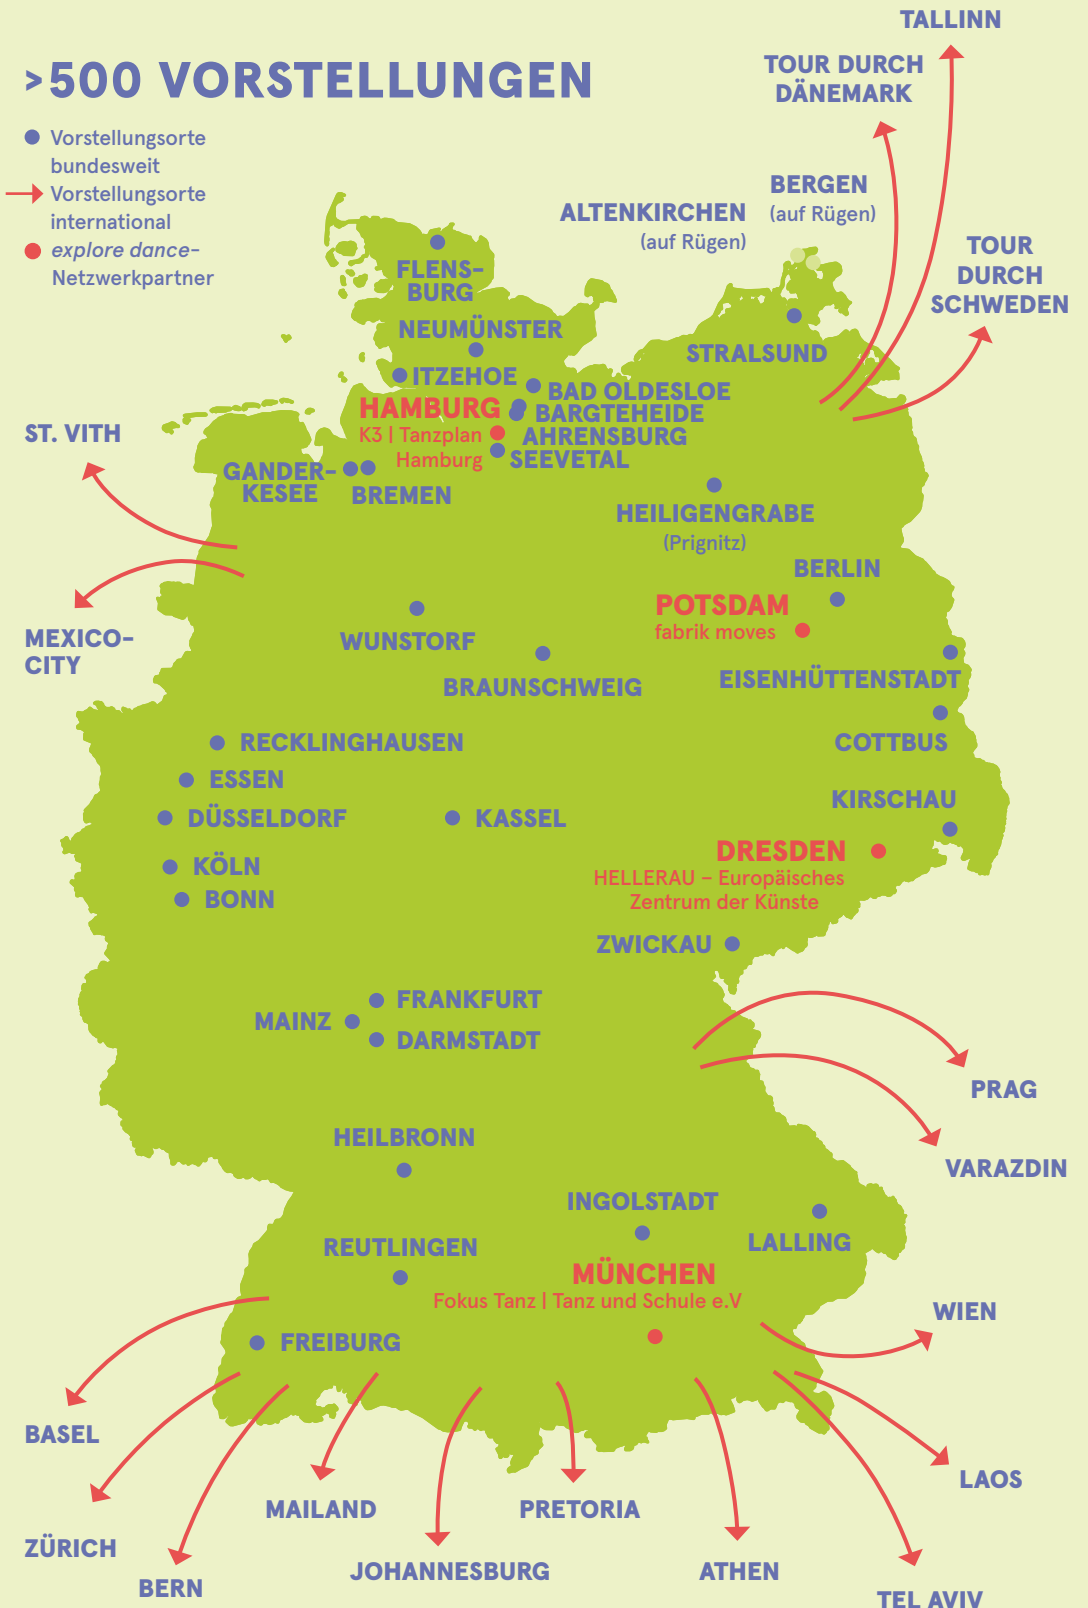 TALLINN
>500 VORSTELLUNGEN
TOUR DURCH
DÄNEMARK
Vorstellungsorte
bundesweit
Vorstellungsorte
international
explore dance–
Netzwerkpartner
BERGEN
(auf Rügen)
ALTENKIRCHEN
(auf Rügen)
TOUR
DURCH
SCHWEDEN
FLENS–
BURG
NEUMÜNSTER
STRALSUND
ITZEHOE
BAD OLDESLOE
HAMBURG
K3 | Tanzplan
Hamburg
BARGTEHEIDE
AHRENSBURG
SEEVETAL
ST. VITH
GANDER–
KESEE
BREMEN
HEILIGENGRABE
(Prignitz)
BERLIN
POTSDAM
fabrik moves
MEXICO–
CITY
WUNSTORF
BRAUNSCHWEIG
EISENHÜTTENSTADT
RECKLINGHAUSEN
COTTBUS
ESSEN
KIRSCHAU
DÜSSELDORF
KASSEL
DRESDEN
HELLERAU – Europäisches
Zentrum der Künste
KÖLN
BONN
ZWICKAU
FRANKFURT
MAINZ
DARMSTADT
PRAG
HEILBRONN
VARAZDIN
INGOLSTADT
LALLING
REUTLINGEN
MÜNCHEN
Fokus Tanz | Tanz und Schule e.V
WIEN
FREIBURG
BASEL
LAOS
MAILAND
PRETORIA
ZÜRICH
JOHANNESBURG
ATHEN
BERN
TEL AVIV